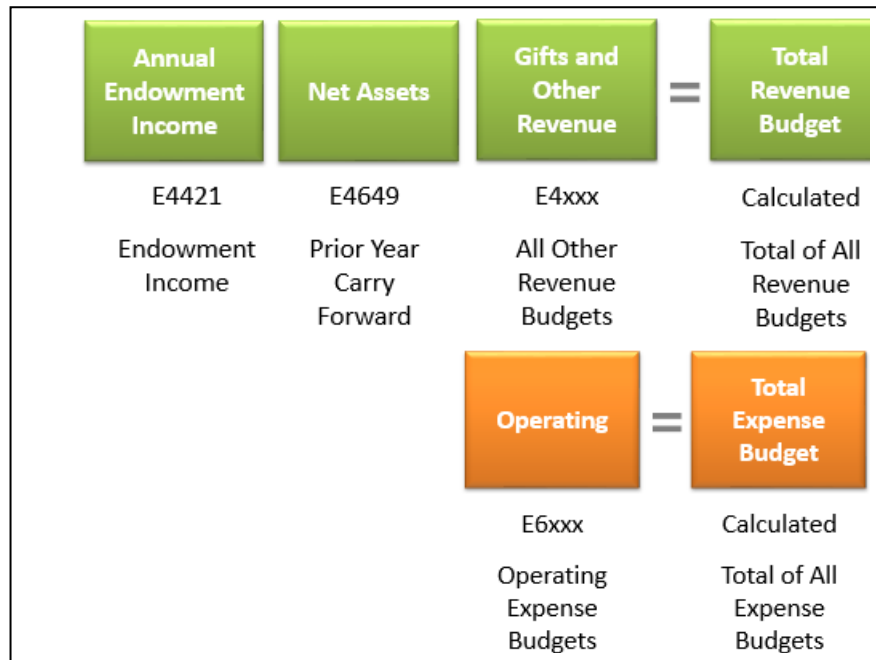 Annual
Endowment
Income
Net Assets
Gifts and
Other
Revenue
=
Total
Revenue
Budget
E4421
E4649
E4xxx
Calculated
Endowment
Income
Prior Year
Carry
Forward
All Other
Revenue
Budgets
Total of All
Revenue
Budgets
Operating
=
Total
Expense
Budget
E6xxx
Calculated
Operating
Expense
Budgets
Total of All
Expense
Budgets